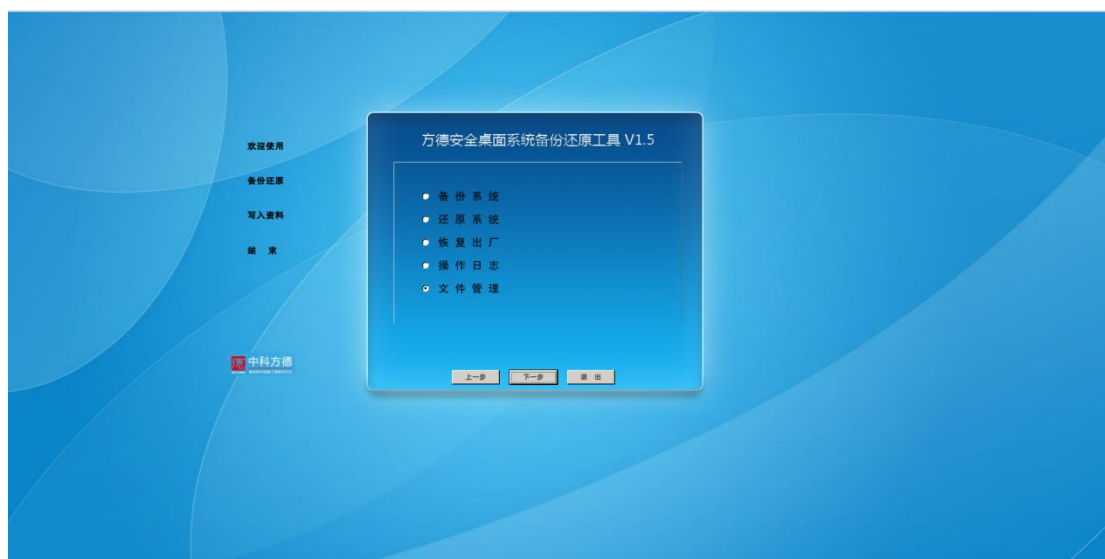 欢迎使用
备份还原
写入资料
结 束
中科方德
方德安全桌面系统备份还原工具 V1.5
备 份 系 统
还 原 系 统
恢 复 出 厂
操 作 日 志
文 件 管 理
上一步
下一步
退 出